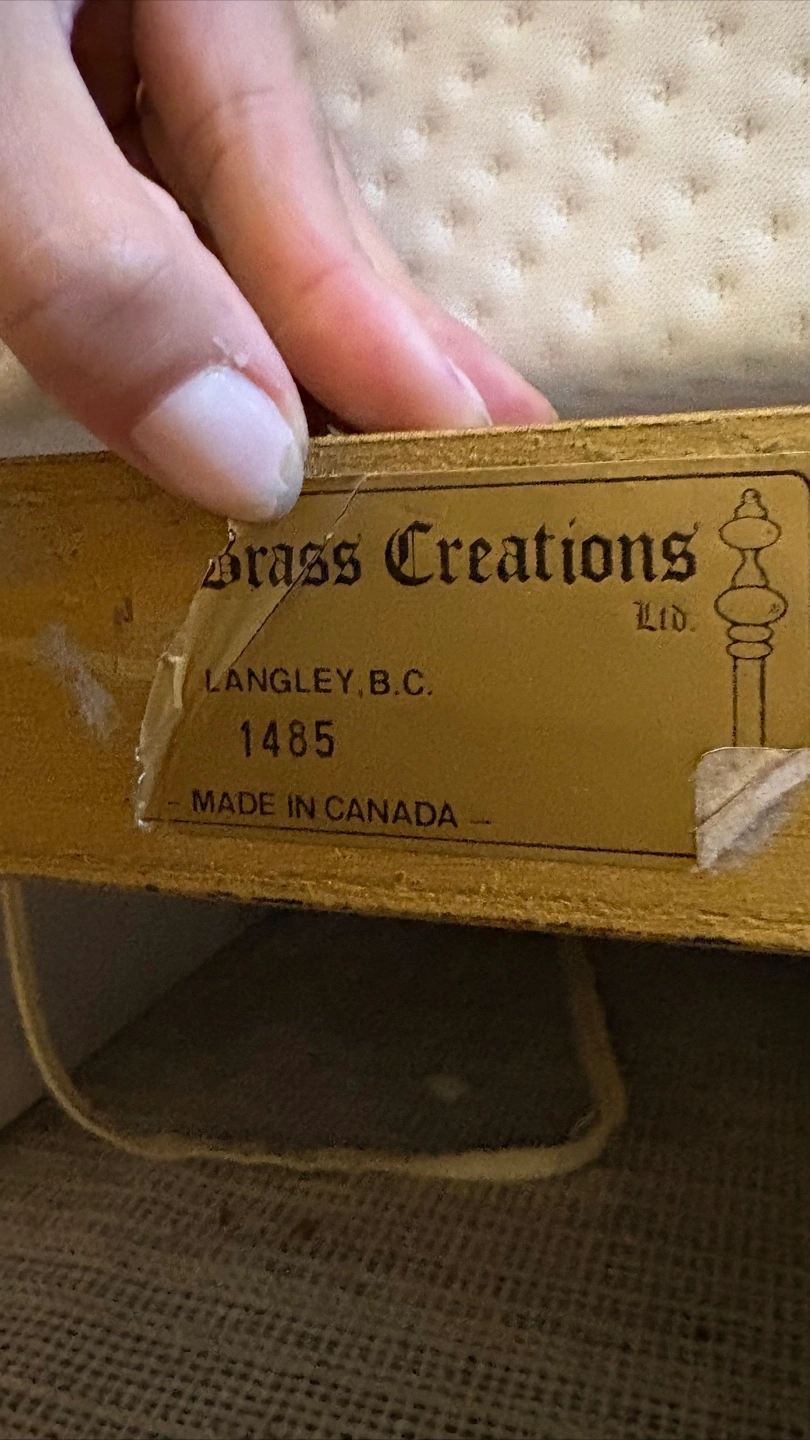 Brass Creations
Ltd.
LANGLEY, B.C.
1485
- MADE IN CANADA -